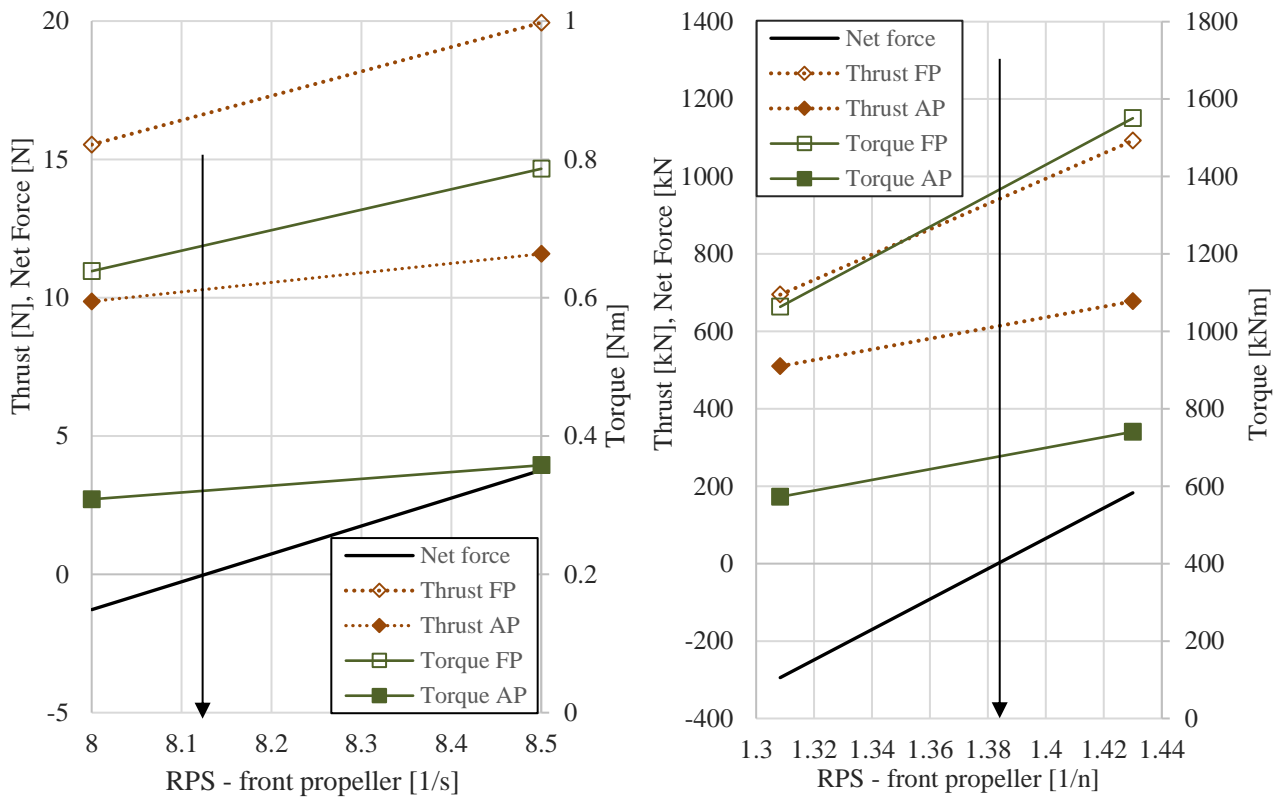 20
15
10
5
0
-5
Thrust [N], Net Force [N]
1
0.8
0.6
0.4
0.2
0
Torque [Nm]
Net force
Thrust FP
Thrust AP
Torque FP
Torque AP
8 8.1 8.2 8.3 8.4 8.5
RPS - front propeller [1/s]
1400
1200
1000
800
600
400
200
0
-200
-400
Thrust [kN], Net Force [kN
1800
1600
1400
1200
1000
800
600
400
200
0
Torque [kNm]
Net force
Thrust FP
Thrust AP
Torque FP
Torque AP
1.3 1.32 1.34 1.36 1.38 1.4 1.42 1.44
RPS - front propeller [1/n]